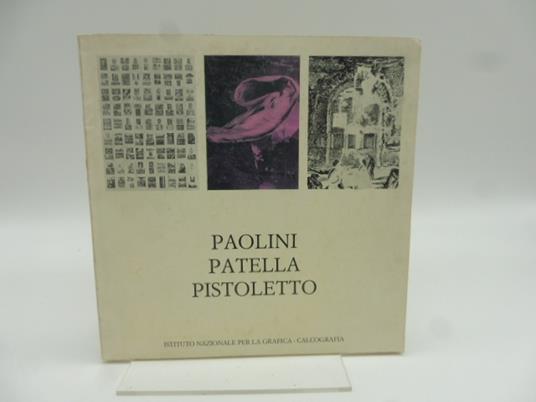 PAOLINI
PATELLA
PISTOLETTO
ISTITUTO NAZIONALE PER LA GRAFICA - CALCOGRAFIA